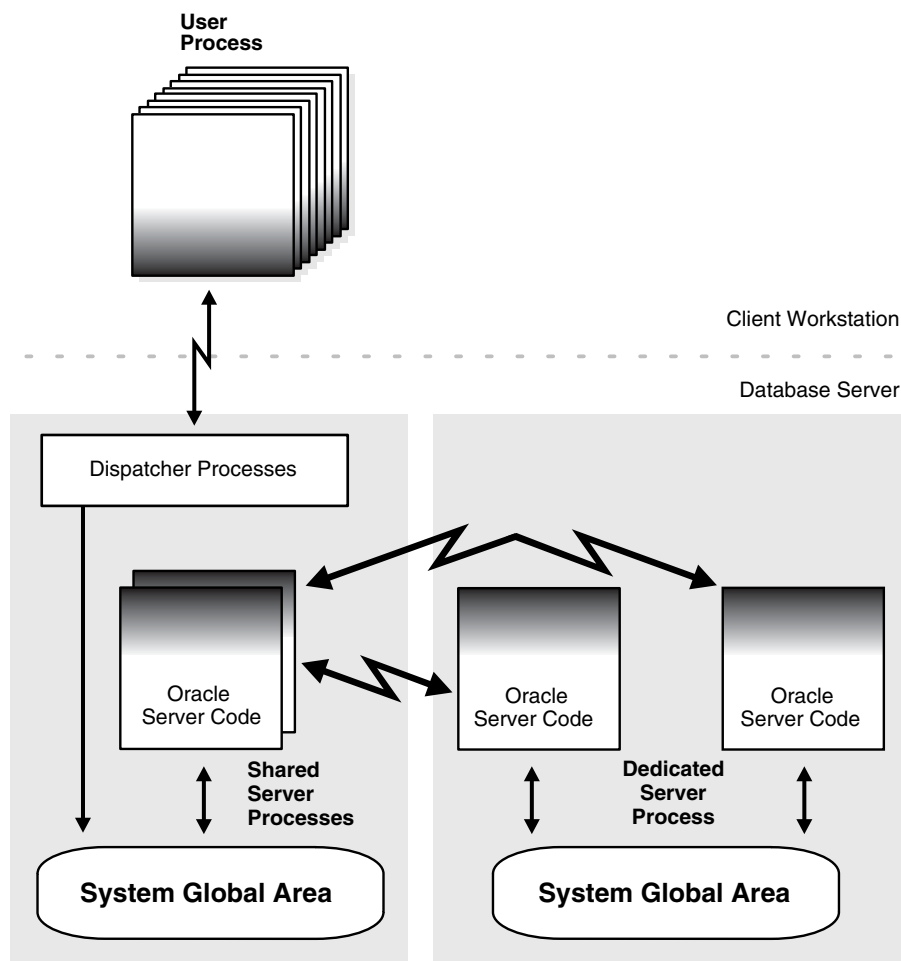 User
Process
Client Workstation
Database Server
Dispatcher Processes
Oracle
Server Code
Oracle
Server Code
Oracle
Server Code
Shared
Server
Processes
Dedicated
Server
Process
System Global Area
System Global Area